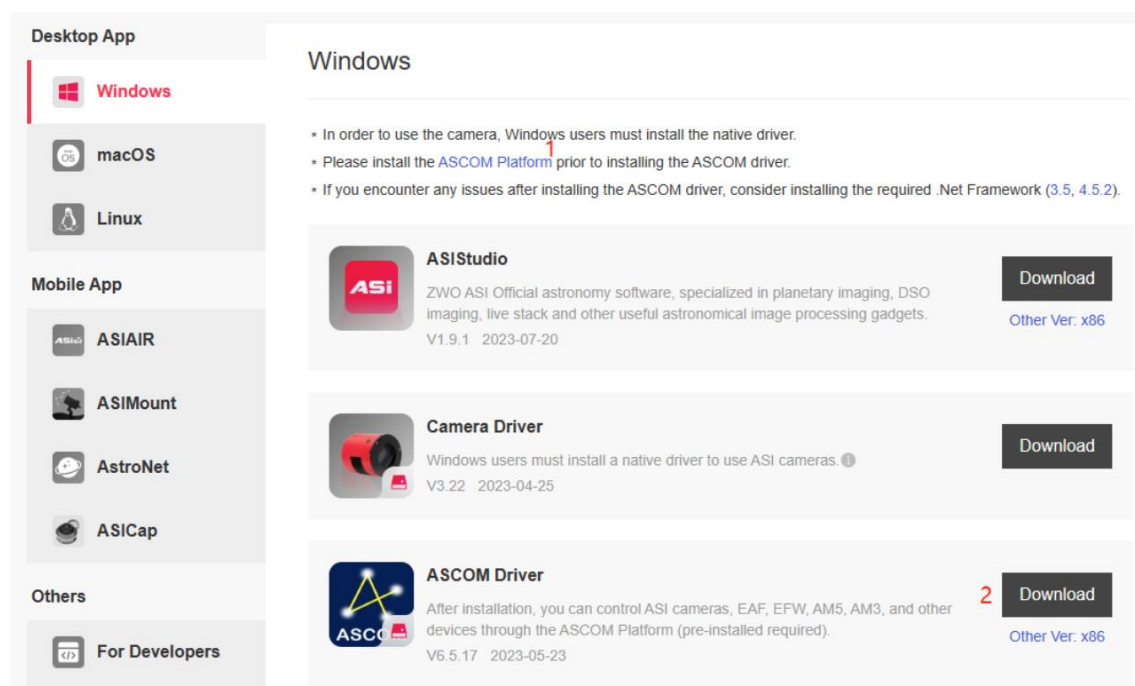 Desktop App
Windows
macOS
Linux
Mobile App
ASIAIR
ASIMount
AstroNet
ASICap
Others
For Developers
Windows
* In order to use the camera, Windows users must install the native driver.
1
* Please install the ASCOM Platform prior to installing the ASCOM driver.
* If you encounter any issues after installing the ASCOM driver, consider installing the required .Net Framework (3.5, 4.5.2).
ASi
ASIStudio
ZWO ASI Official astronomy software, specialized in planetary imaging, DSO
imaging, live stack and other useful astronomical image processing gadgets.
V1.9.1 2023-07-20
Download
Other Ver: x86
Camera Driver
Windows users must install a native driver to use ASI cameras.
V3.22 2023-04-25
Download
ASCOM Driver
After installation, you can control ASI cameras, EAF, EFW, AM5, AM3, and other
devices through the ASCOM Platform (pre-installed required).
V6.5.17 2023-05-23
2
Download
Other Ver: x86